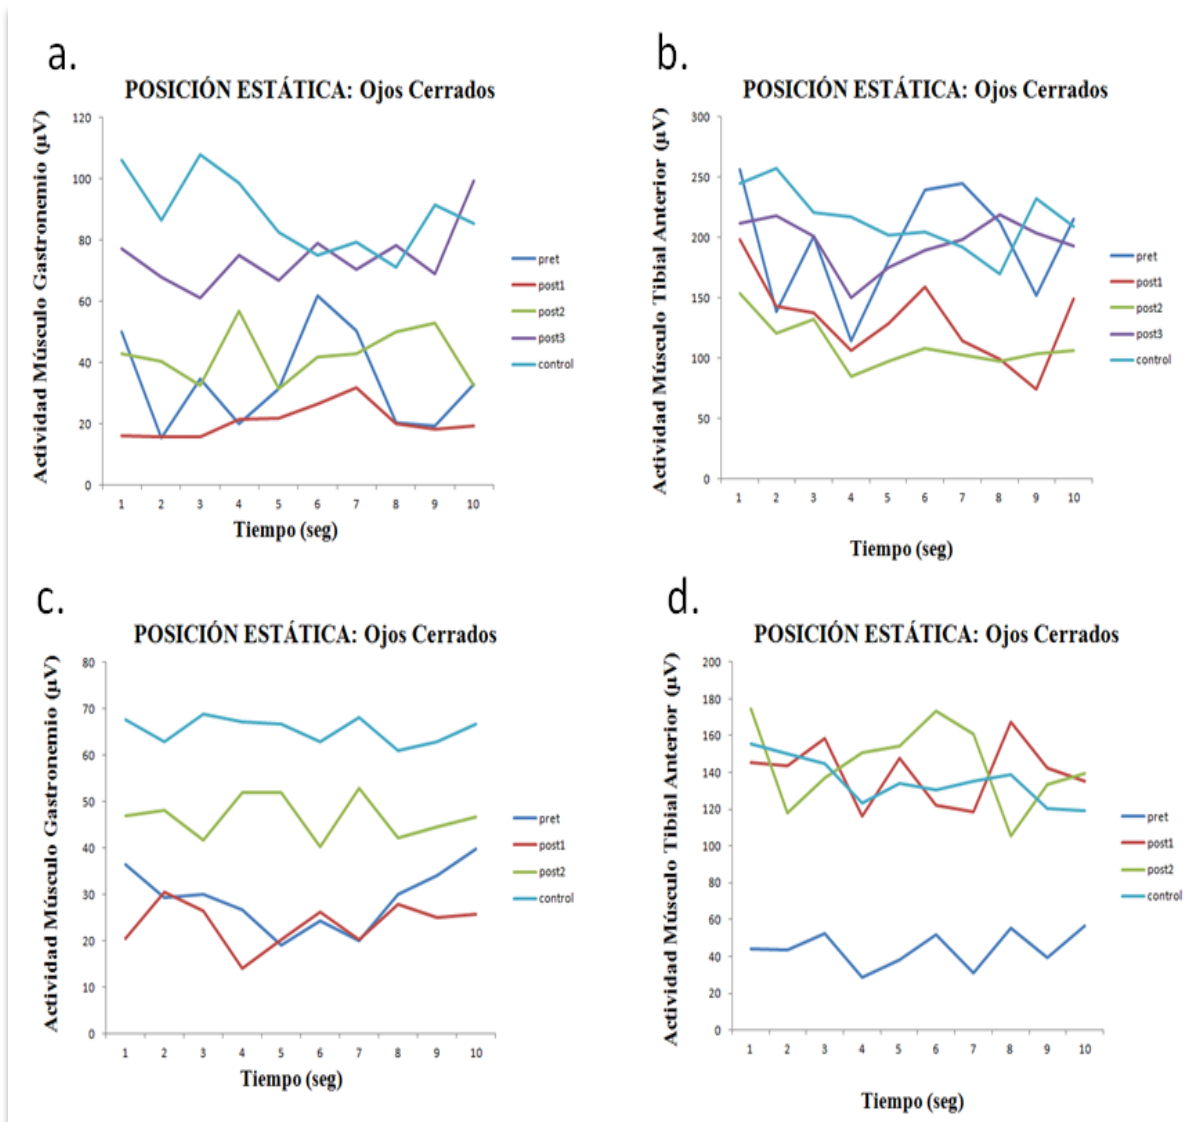 a.
POSICIÓN ESTÁTICA: Ojos Cerrados
Actividad Músculo Gastronemio (µV)
120
100
80
60
40
20
0
1 2 3 4 5 6 7 8 9 10
Tiempo (seg)
pret
post1
post2
post3
control
b.
POSICIÓN ESTÁTICA: Ojos Cerrados
Actividad Músculo Tibial Anterior (µV)
300
250
200
150
100
50
0
1 2 3 4 5 6 7 8 9 10
Tiempo (seg)
pret
post1
post2
post3
control
c.
POSICIÓN ESTÁTICA: Ojos Cerrados
Actividad Músculo Gastronemio (µV)
80
70
60
50
40
30
20
10
0
1 2 3 4 5 6 7 8 9 10
Tiempo (seg)
pret
post1
post2
control
d.
POSICIÓN ESTÁTICA: Ojos Cerrados
Actividad Músculo Tibial Anterior (µV)
200
180
160
140
120
100
80
60
40
20
0
1 2 3 4 5 6 7 8 9 10
Tiempo (seg)
pret
post1
post2
control